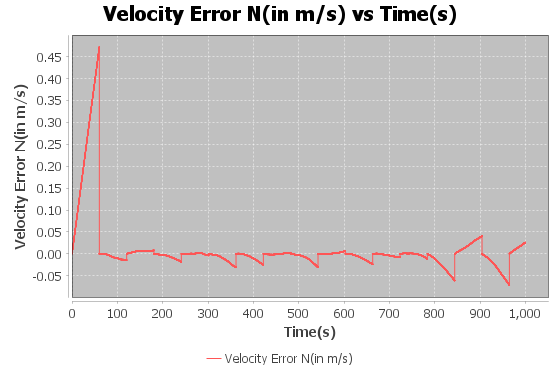 Velocity Error N(in m/s) vs Time(s)
Velocity Error N(in m/s)
0.45
0.40
0.35
0.30
0.25
0.20
0.15
0.10
0.05
0.00
-0.05
0 100 200 300 400 500 600 700 800 900 1,000
Time(s)
Velocity Error N(in m/s)